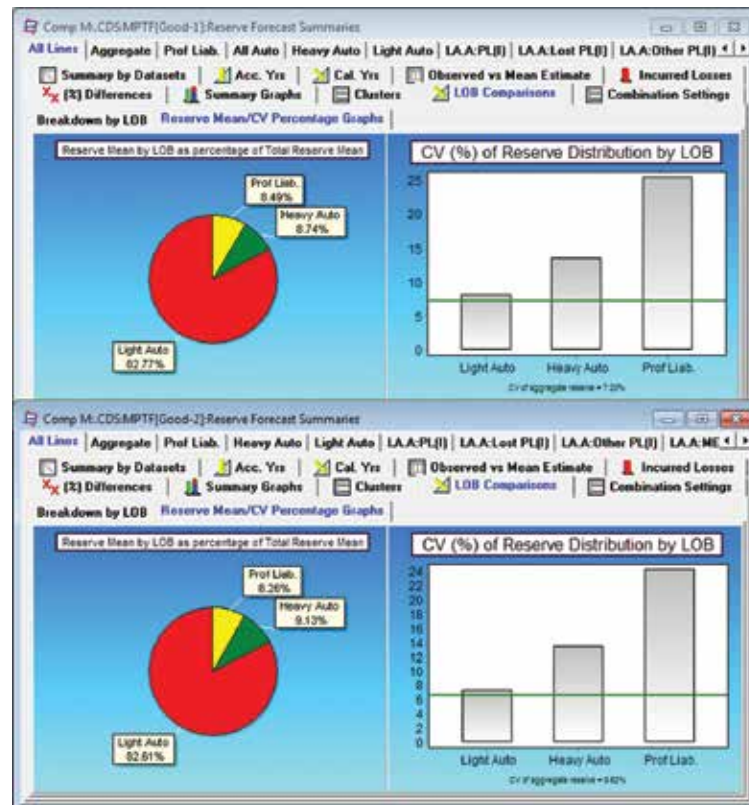 Comp M:.CDS:MPTF[Good-1]:Reserve Forecast Summaries
All Lines Aggregate Prof Liab. All Auto Heavy Auto Light Auto I.A.A:PL(I) I.A.A:Lost PL(I) I.A.A:Other PL(I)
Summary by Datasets Acc. Yrs Cal. Yrs Observed vs Mean Estimate Incurred Losses
(%) Differences Summary Graphs Clusters LOB Comparisons Combination Settings
Breakdown by LOB Reserve Mean/CV Percentage Graphs
Reserve Mean by LOB as percentage of Total Reserve Mean
Prof Liab.
8.49%
Heavy Auto
8.74%
Light Auto
82.77%
CV (%) of Reserve Distribution by LOB
25
20
15
10
5
0
Light Auto Heavy Auto Prof Liab.
CV of aggregate reserve =
Comp M:.CDS:MPTF[Good-2]:Reserve Forecast Summaries
All Lines Aggregate Prof Liab. Heavy Auto Light Auto I.A.A:PL(I) I.A.A:Lost PL(I) I.A.A:Other PL(I) I.A.A:ME
Summary by Datasets Acc. Yrs Cal. Yrs Observed vs Mean Estimate Incurred Losses
(%) Differences Summary Graphs Clusters LOB Comparisons Combination Settings
Breakdown by LOB Reserve Mean/CV Percentage Graphs
Reserve Mean by LOB as percentage of Total Reserve Mean
Prof Liab.
8.26%
Heavy Auto
9.13%
Light Auto
82.61%
CV (%) of Reserve Distribution by LOB
24
22
20
18
16
14
12
10
8
6
4
2
0
Light Auto Heavy Auto Prof Liab.
CV of aggregate reserve =